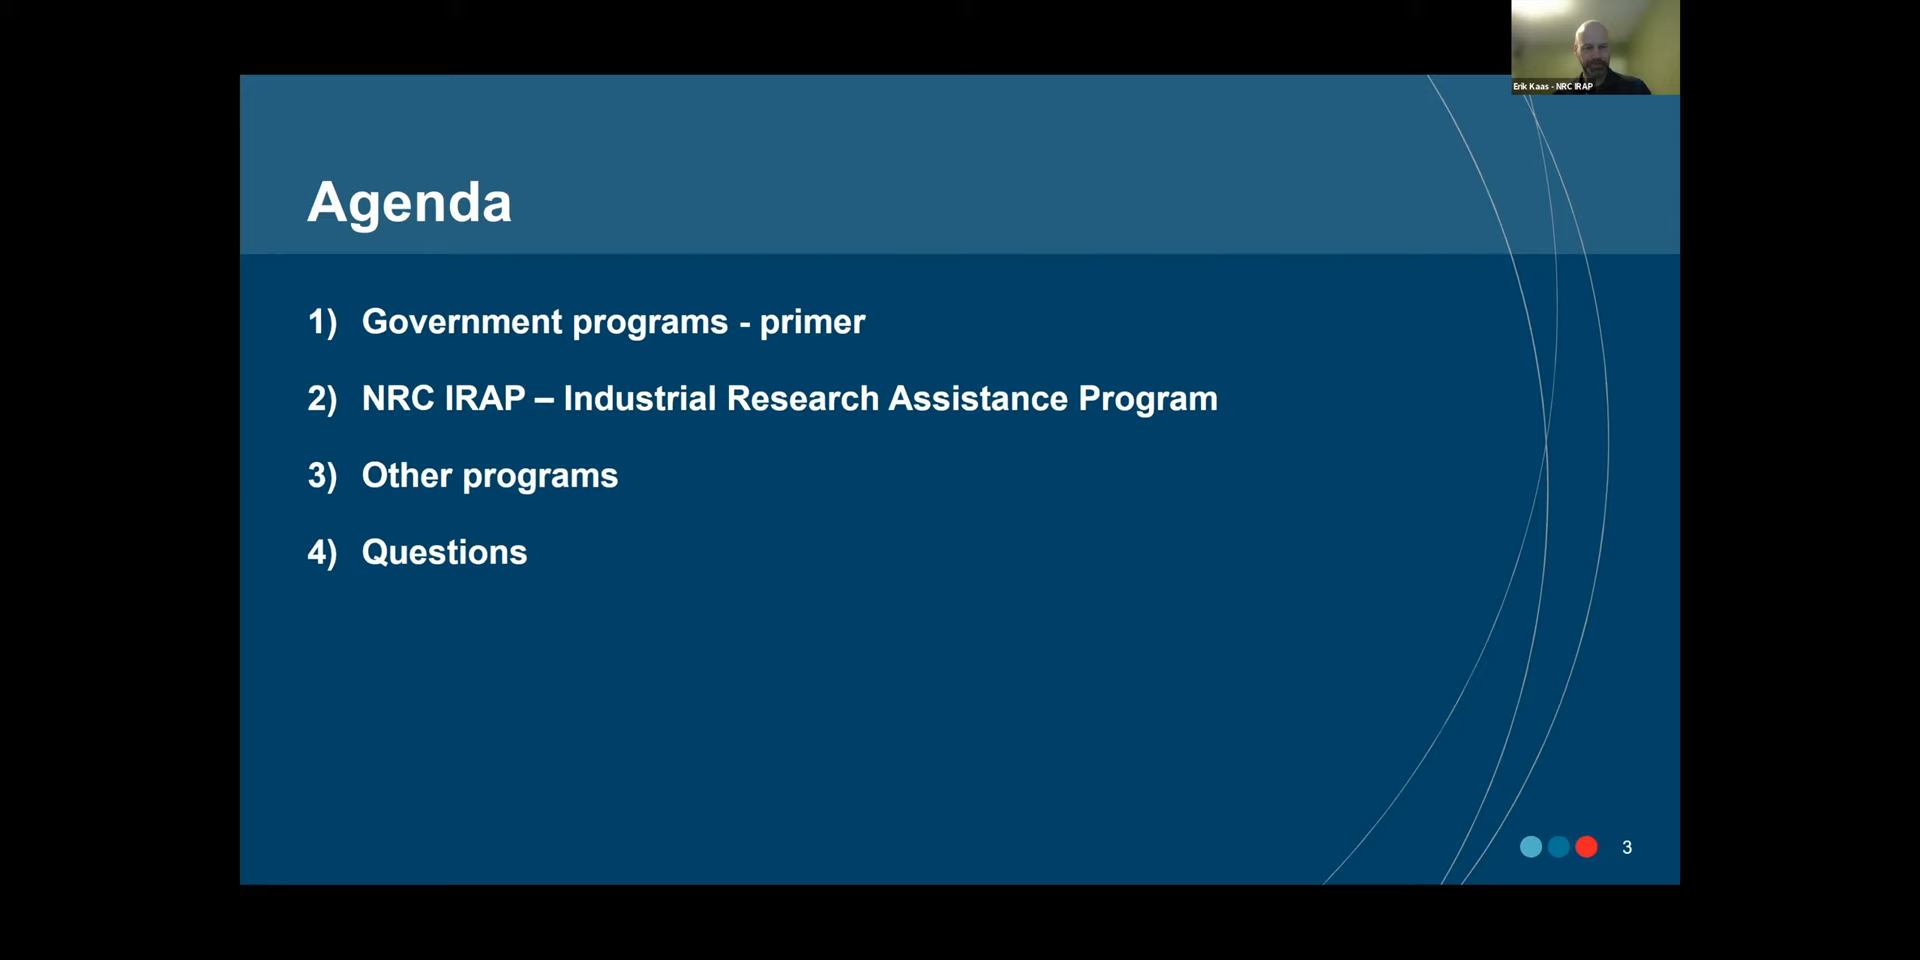 Erik Kaas - NRC IRAP
Agenda
1) Government programs - primer
2) NRC IRAP – Industrial Research Assistance Program
3) Other programs
4) Questions
3